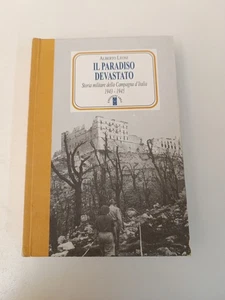 ALBERTO LEONI
IL PARADISO
DEVASTATO
Storia militare della Campagna d'Italia
1943 - 1945